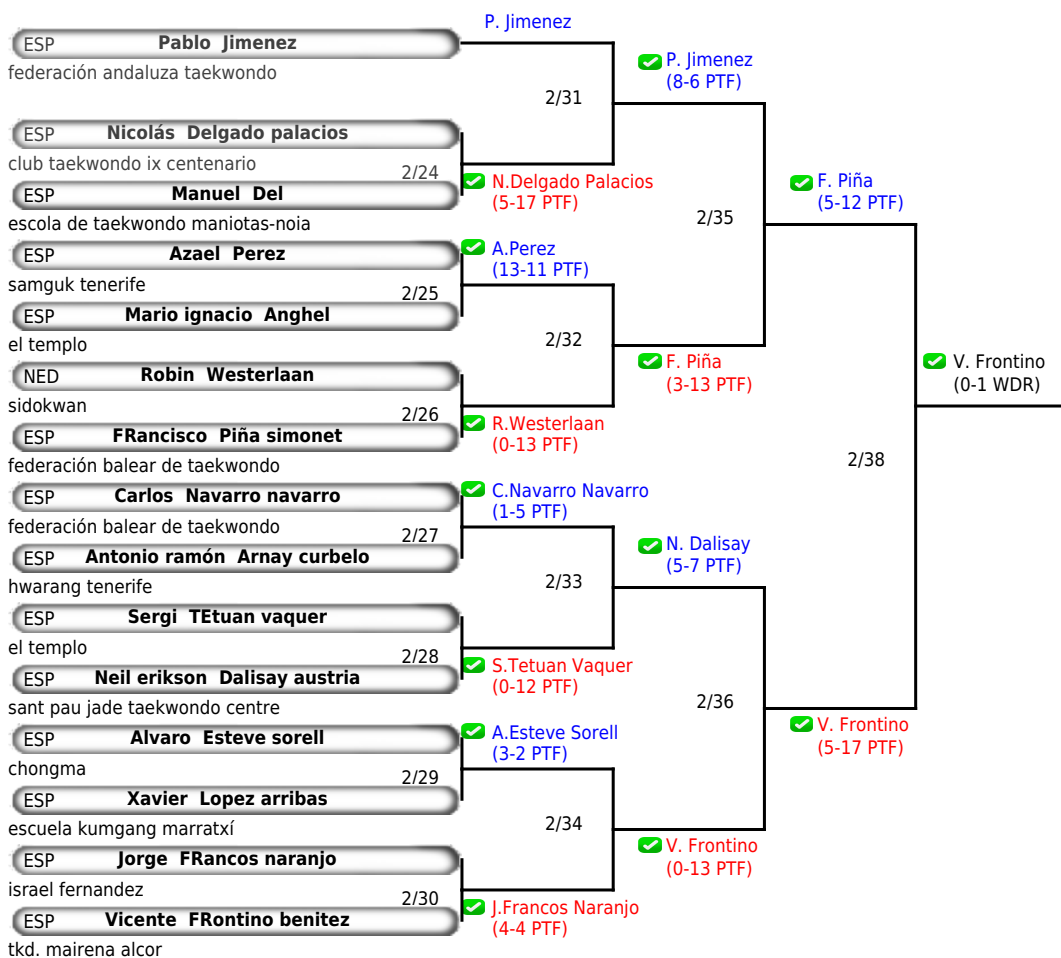 P. Jimenez
ESP Pablo Jimenez
federación andaluza taekwondo
P. Jimenez
(8-6 PTF)
2/31
ESP Nicolás Delgado palacios
club taekwondo ix centenario
2/24
ESP Manuel Del
escola de taekwondo maniotas-noia
N.Delgado Palacios
(5-17 PTF)
F. Piña
(5-12 PTF)
2/35
ESP Azael Perez
samguk tenerife
A.Perez
(13-11 PTF)
2/25
ESP Mario ignacio Anghel
el templo
2/32
F. Piña
(3-13 PTF)
V. Frontino
(0-1 WDR)
NED Robin Westerlaan
sidokwan
2/26
ESP FRancisco Piña simonet
federación balear de taekwondo
R.Westerlaan
(0-13 PTF)
2/38
ESP Carlos Navarro navarro
federación balear de taekwondo
C.Navarro Navarro
(1-5 PTF)
2/27
ESP Antonio ramón Arnay curbelo
hwarang tenerife
N. Dalisay
(5-7 PTF)
2/33
ESP Sergi TEtuan vaquer
el templo
2/28
ESP Neil erikson Dalisay austria
sant pau jade taekwondo centre
S.Tetuan Vaquer
(0-12 PTF)
2/36
V. Frontino
(5-17 PTF)
ESP Alvaro Esteve sorell
chongma
A.Esteve Sorell
(3-2 PTF)
2/29
ESP Xavier Lopez arribas
escuela kumgang marratxí
2/34
V. Frontino
(0-13 PTF)
ESP Jorge FRancos naranjo
israel fernandez
2/30
ESP Vicente FRontino benitez
tkd. mairena alcor
J.Francos Naranjo
(4-4 PTF)